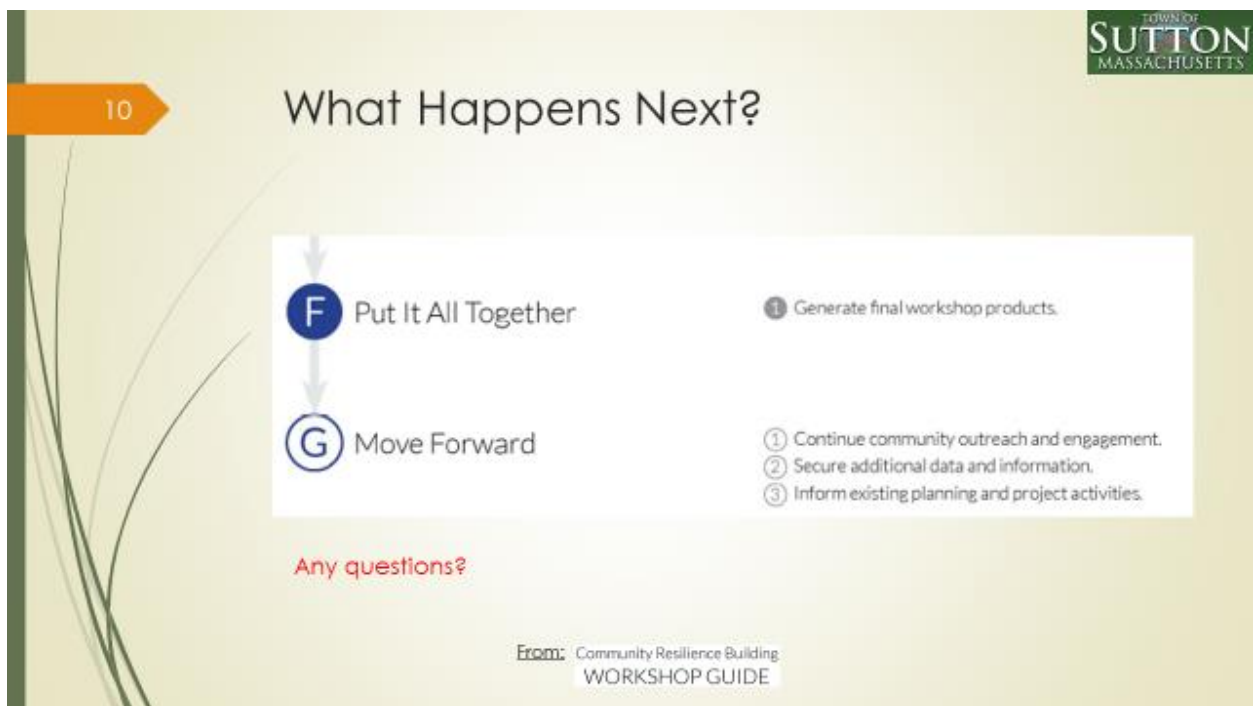 TOWN OF
SUTTON
MASSACHUSETTS
10
What Happens Next?
F Put It All Together
1 Generate final workshop products.
G Move Forward
1 Continue community outreach and engagement.
2 Secure additional data and information.
3 Inform existing planning and project activities.
Any questions?
From: Community Resilience Building
WORKSHOP GUIDE